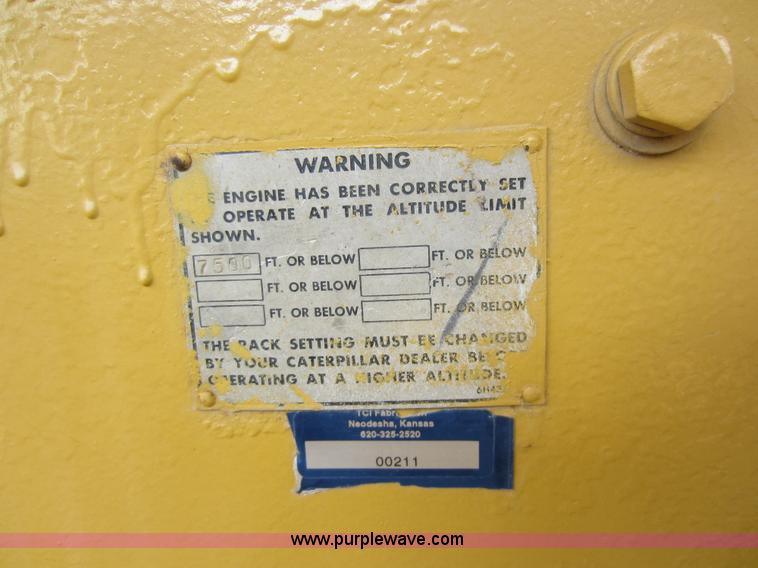 WARNING
ENGINE HAS BEEN CORRECTLY SET
OPERATE AT THE ALTITUDE LIMIT
SHOWN.
7500 FT. OR BELOW FT. OR BELOW
FT. OR BELOW FT. OR BELOW
FT. OR BELOW FT. OR BELOW
THE RACK SETTING MUST BE CHANGED
BY YOUR CATERPILLAR DEALER
OPERATING AT A HIGHER ALTITUDE.
TCI
Neodesha, Kansas
620-325-2520
00211
www.purplewave.com